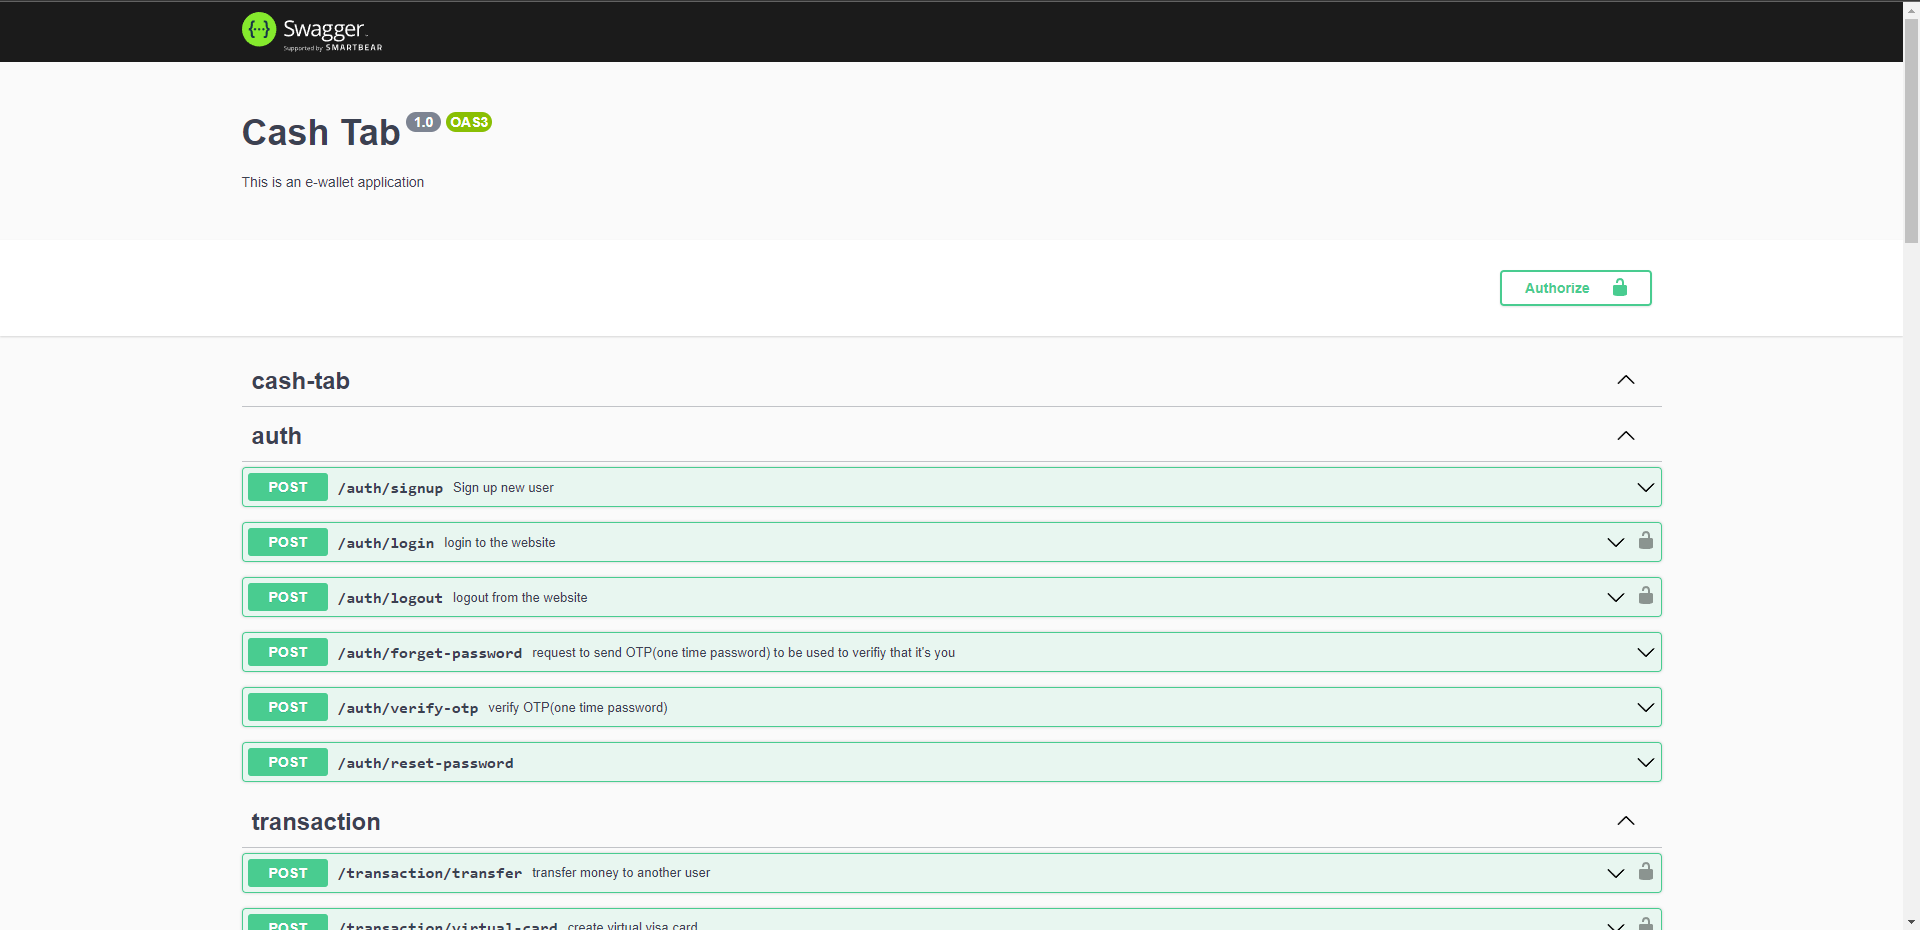 {···} Swagger
Supported by SMARTBEAR
Cash Tab 1.0 OAS3
This is an e-wallet application
Authorize
cash-tab
auth
POST /auth/signup Sign up new user
POST /auth/login login to the website
POST /auth/logout logout from the website
POST /auth/forget-password request to send OTP(one time password) to be used to verifiy that it's you
POST /auth/verify-otp verify OTP(one time password)
POST /auth/reset-password
transaction
POST /transaction/transfer transfer money to another user
POST /transaction/virtual-card create virtual visa card